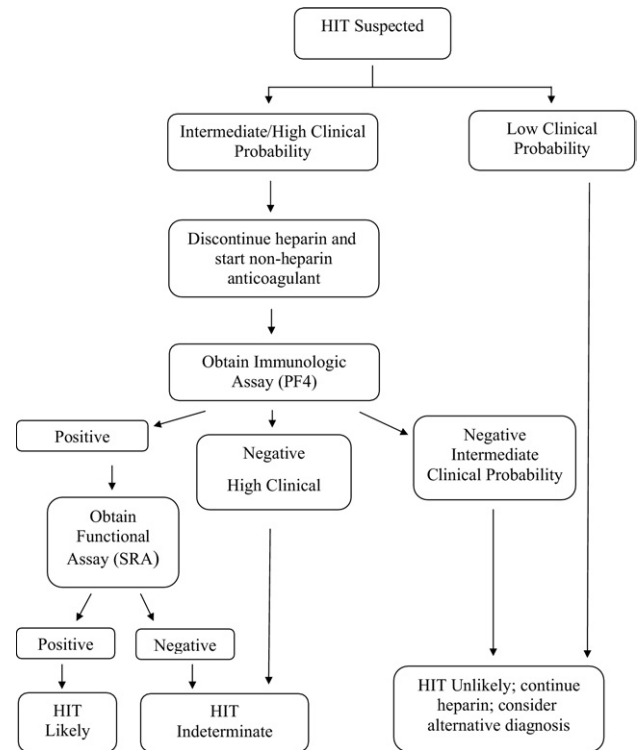 HIT Suspected
Intermediate/High Clinical
Probability
Low Clinical
Probability
Discontinue heparin and
start non-heparin
anticoagulant
Obtain Immunologic
Assay (PF4)
Positive
Negative
High Clinical
Negative
Intermediate
Clinical Probability
Obtain
Functional
Assay (SRA)
Positive
Negative
HIT
Likely
HIT
Indeterminate
HIT Unlikely; continue
heparin; consider
alternative diagnosis